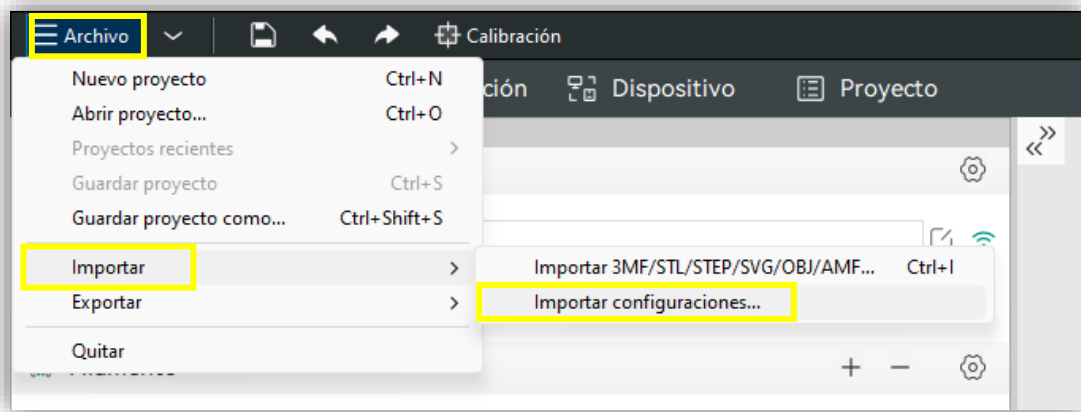 Archivo
Calibración
Nuevo proyecto Ctrl+N
ción Dispositivo Proyecto
Abrir proyecto... Ctrl+O
Proyectos recientes
Guardar proyecto Ctrl+S
Guardar proyecto como... Ctrl+Shift+S
Importar
Importar 3MF/STL/STEP/SVG/OBJ/AMF... Ctrl+I
Exportar
Importar configuraciones...
Quitar